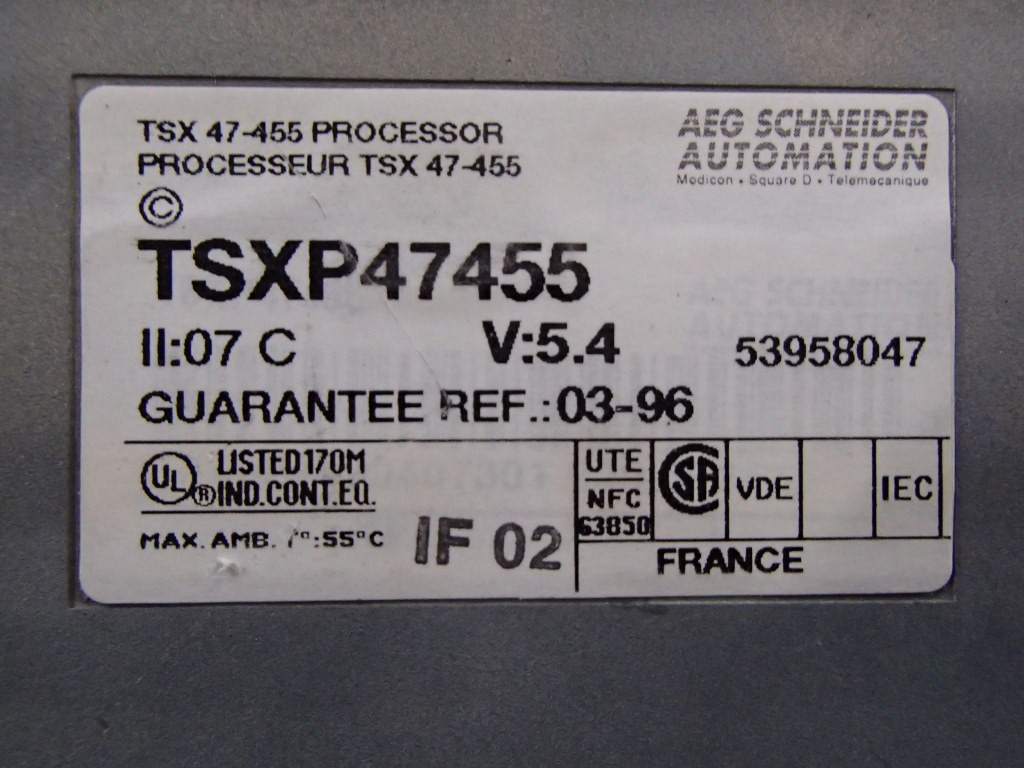 TSX 47-455 PROCESSOR
PROCESSEUR TSX 47-455
AEG SCHNEIDER
AUTOMATION
Modicon • Square D • Telemecanique
©
TSXP47455
II:07 C V:5.4 53958047
GUARANTEE REF.: 03-96
UL ® LISTED 170M
IND.CONT.EQ.
MAX. AMB. T°:55°C IF 02
UTE
NFC
63850
SA
VDE
IEC
FRANCE